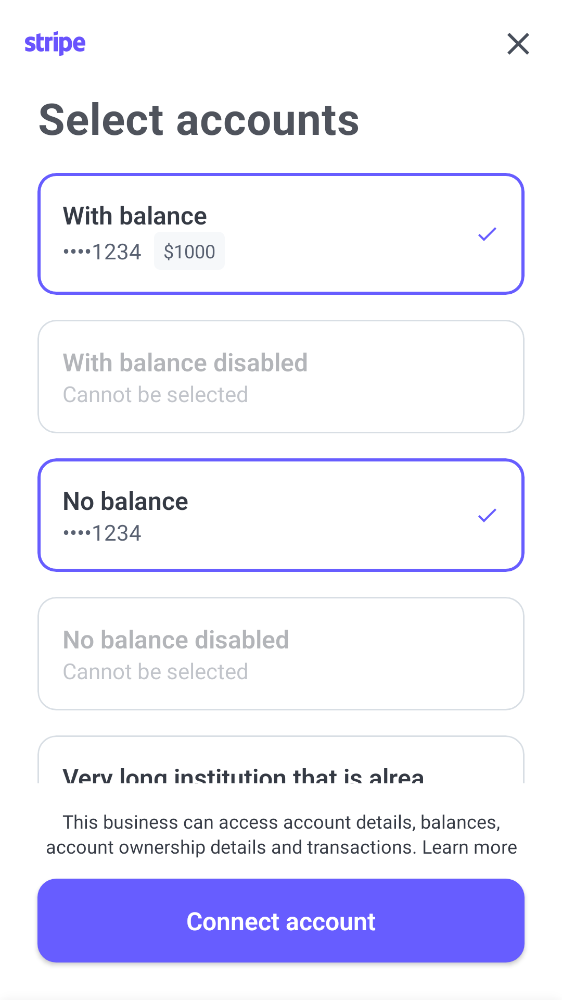 stripe
Select accounts
With balance
••••1234 $1000
With balance disabled
Cannot be selected
No balance
••••1234
No balance disabled
Cannot be selected
Very long institution that is alrea
This business can access account details, balances,
account ownership details and transactions. Learn more
Connect account